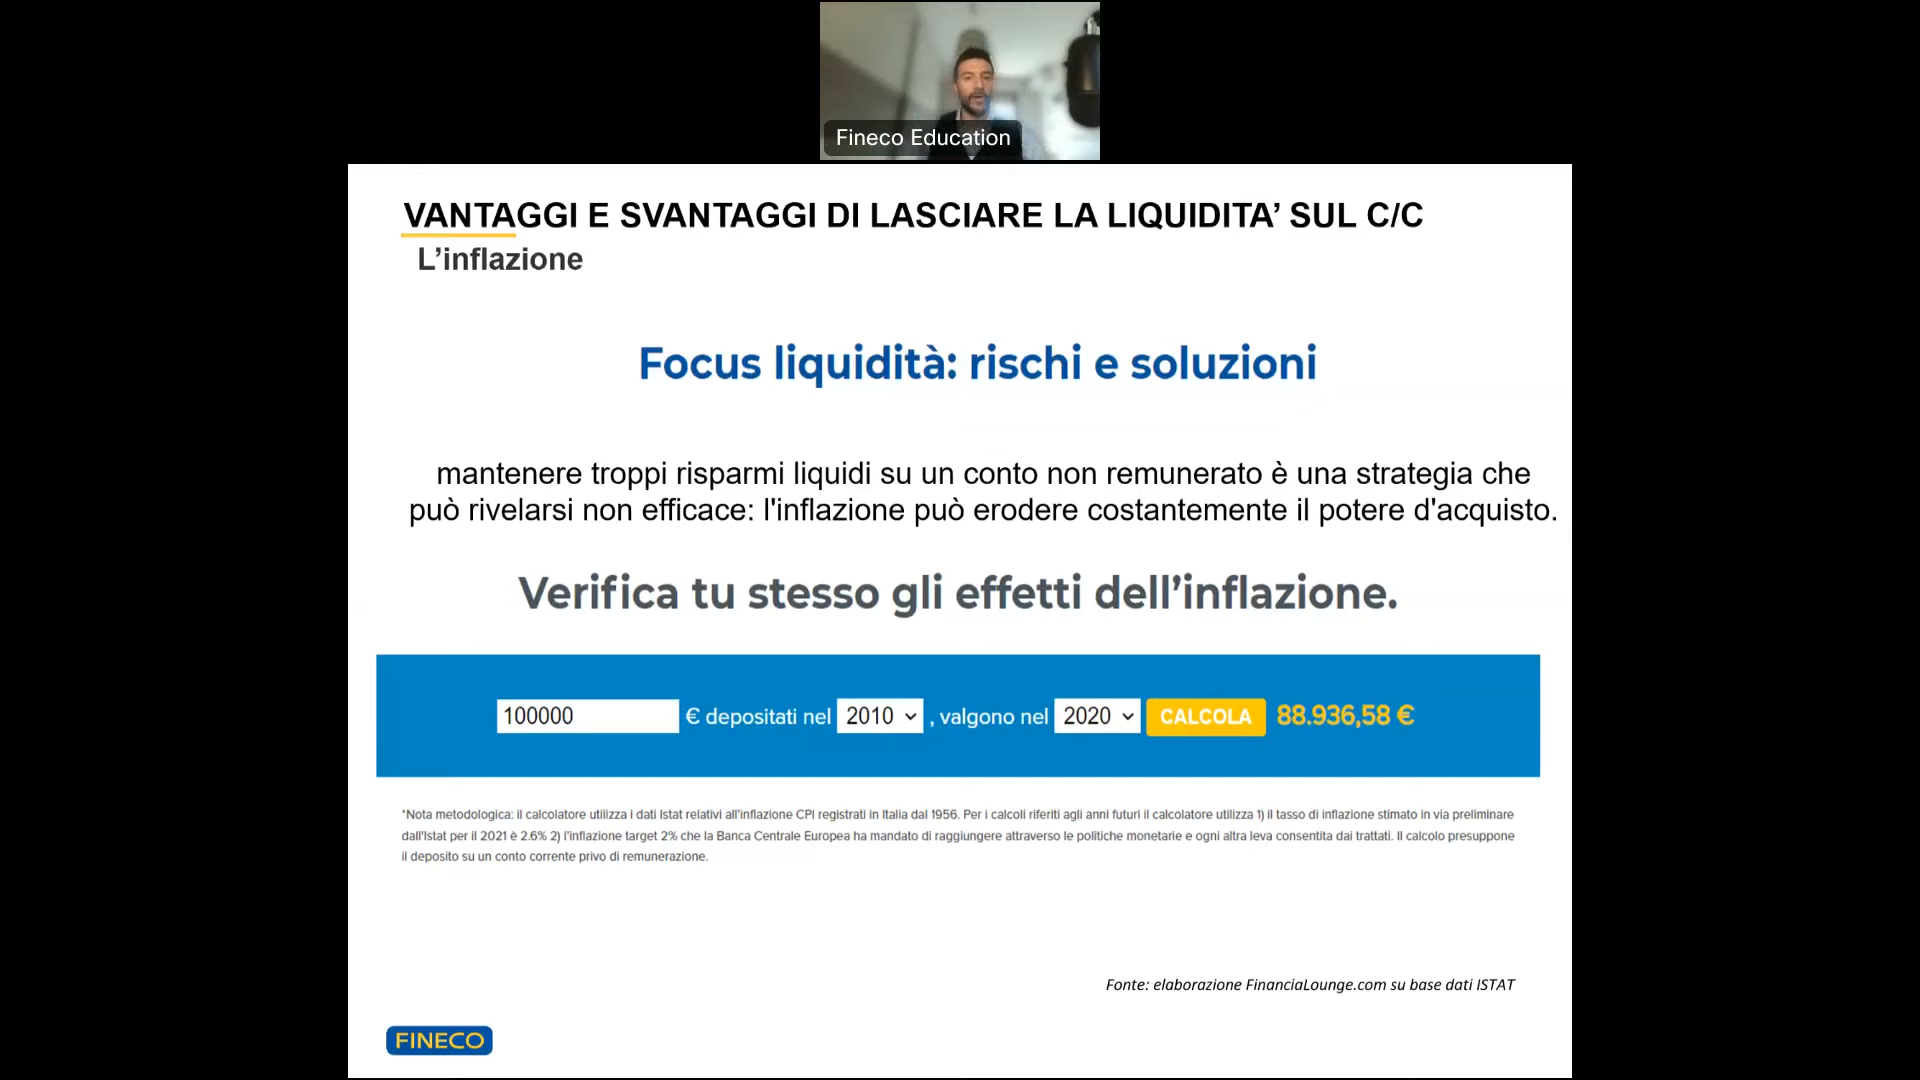 Fineco Education
VANTAGGI E SVANTAGGI DI LASCIARE LA LIQUIDITA’ SUL C/C
L’inflazione
Focus liquidità: rischi e soluzioni
mantenere troppi risparmi liquidi su un conto non remunerato è una strategia che
può rivelarsi non efficace: l'inflazione può erodere costantemente il potere d'acquisto.
Verifica tu stesso gli effetti dell’inflazione.
100000 € depositati nel 2010 , valgono nel 2020 CALCOLA 88.936,58 €
*Nota metodologica: il calcolatore utilizza i dati Istat relativi all'inflazione CPI registrati in Italia dal 1956. Per i calcoli riferiti agli anni futuri il calcolatore utilizza 1) il tasso di inflazione stimato in via preliminare
dall'Istat per il 2021 è 2.6% 2) l'inflazione target 2% che la Banca Centrale Europea ha mandato di raggiungere attraverso le politiche monetarie e ogni altra leva consentita dai trattati. Il calcolo presuppone
il deposito su un conto corrente privo di remunerazione.
Fonte: elaborazione FinanciaLounge.com su base dati ISTAT
FINECO